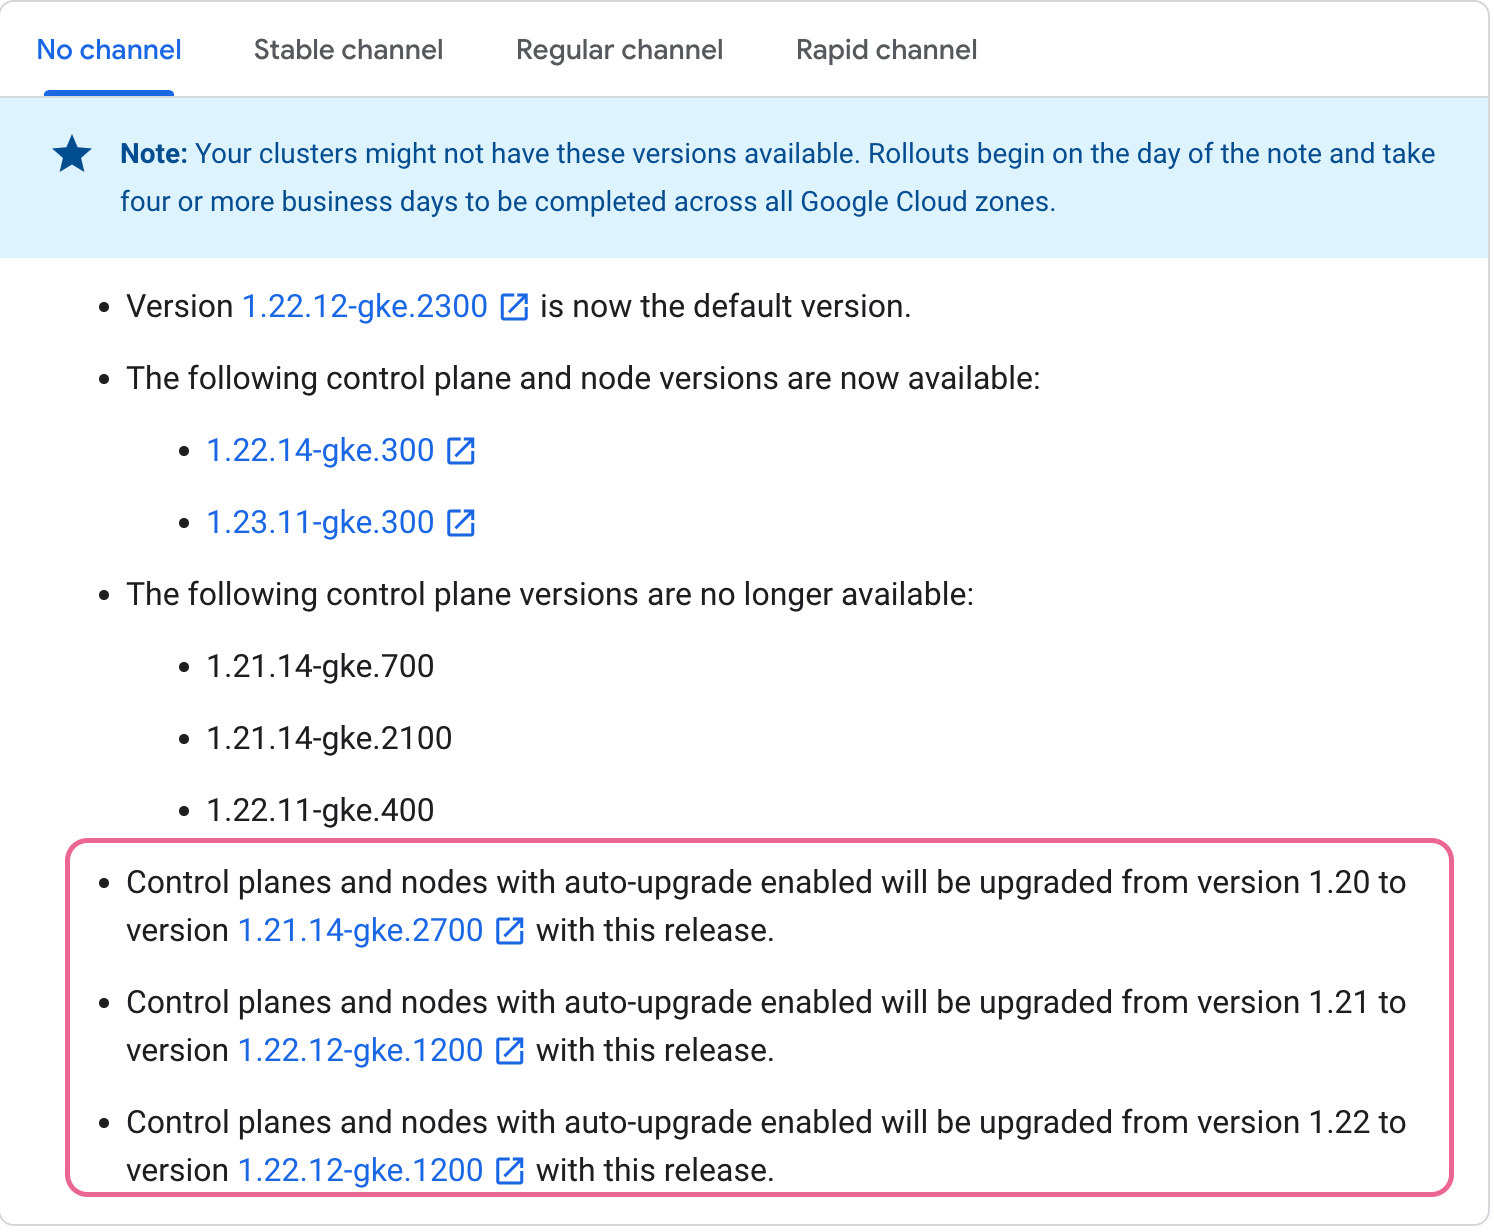 No channel
Stable channel
Regular channel
Rapid channel
Note: Your clusters might not have these versions available. Rollouts begin on the day of the note and take
four or more business days to be completed across all Google Cloud zones.
• Version 1.22.12-gke.2300 is now the default version.
• The following control plane and node versions are now available:
• 1.22.14-gke.300
• 1.23.11-gke.300
• The following control plane versions are no longer available:
• 1.21.14-gke.700
• 1.21.14-gke.2100
• 1.22.11-gke.400
• Control planes and nodes with auto-upgrade enabled will be upgraded from version 1.20 to
version 1.21.14-gke.2700 with this release.
• Control planes and nodes with auto-upgrade enabled will be upgraded from version 1.21 to
version 1.22.12-gke.1200 with this release.
• Control planes and nodes with auto-upgrade enabled will be upgraded from version 1.22 to
version 1.22.12-gke.1200 with this release.